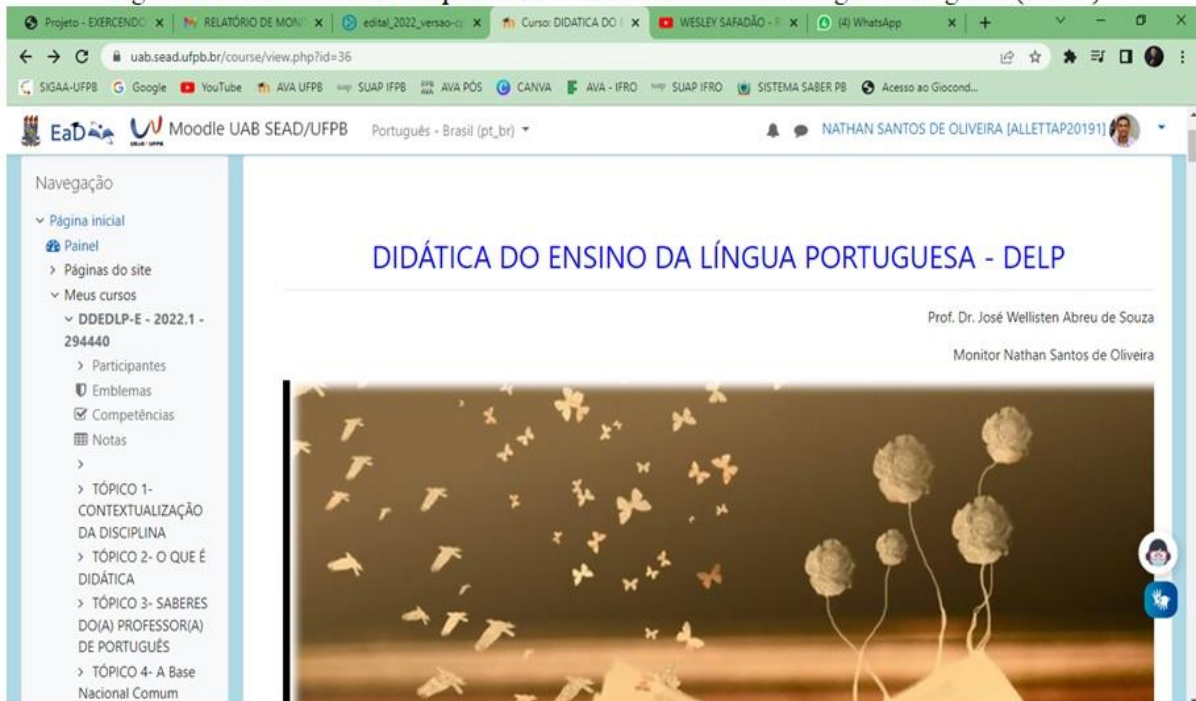 Projeto - EXERCENDO
RELATÓRIO DE MONI
edital_2022_versao-c
Curso: DIDATICA DO E
WESLEY SAFADÃO - R
(4) WhatsApp
uab.sead.ufpb.br/course/view.php?id=36
SIGAA-UFPB Google YouTube AVA UFPB SUAP IFPB AVA PÓS CANVA AVA - IFRO SUAP IFRO SISTEMA SABER PB Acesso ao Giocond...
EaD Moodle UAB SEAD/UFPB Português - Brasil (pt_br) NATHAN SANTOS DE OLIVEIRA [ALLETTAP20191]
Navegação
Página inicial
Painel
Páginas do site
Meus cursos
DDEDLP-E - 2022.1 -
294440
Participantes
Emblemas
Competências
Notas
TÓPICO 1-
CONTEXTUALIZAÇÃO
DA DISCIPLINA
TÓPICO 2- O QUE É
DIDÁTICA
TÓPICO 3- SABERES
DO(A) PROFESSOR(A)
DE PORTUGUÊS
TÓPICO 4- A Base
Nacional Comum
DIDÁTICA DO ENSINO DA LÍNGUA PORTUGUESA - DELP
Prof. Dr. José Wellisten Abreu de Souza
Monitor Nathan Santos de Oliveira